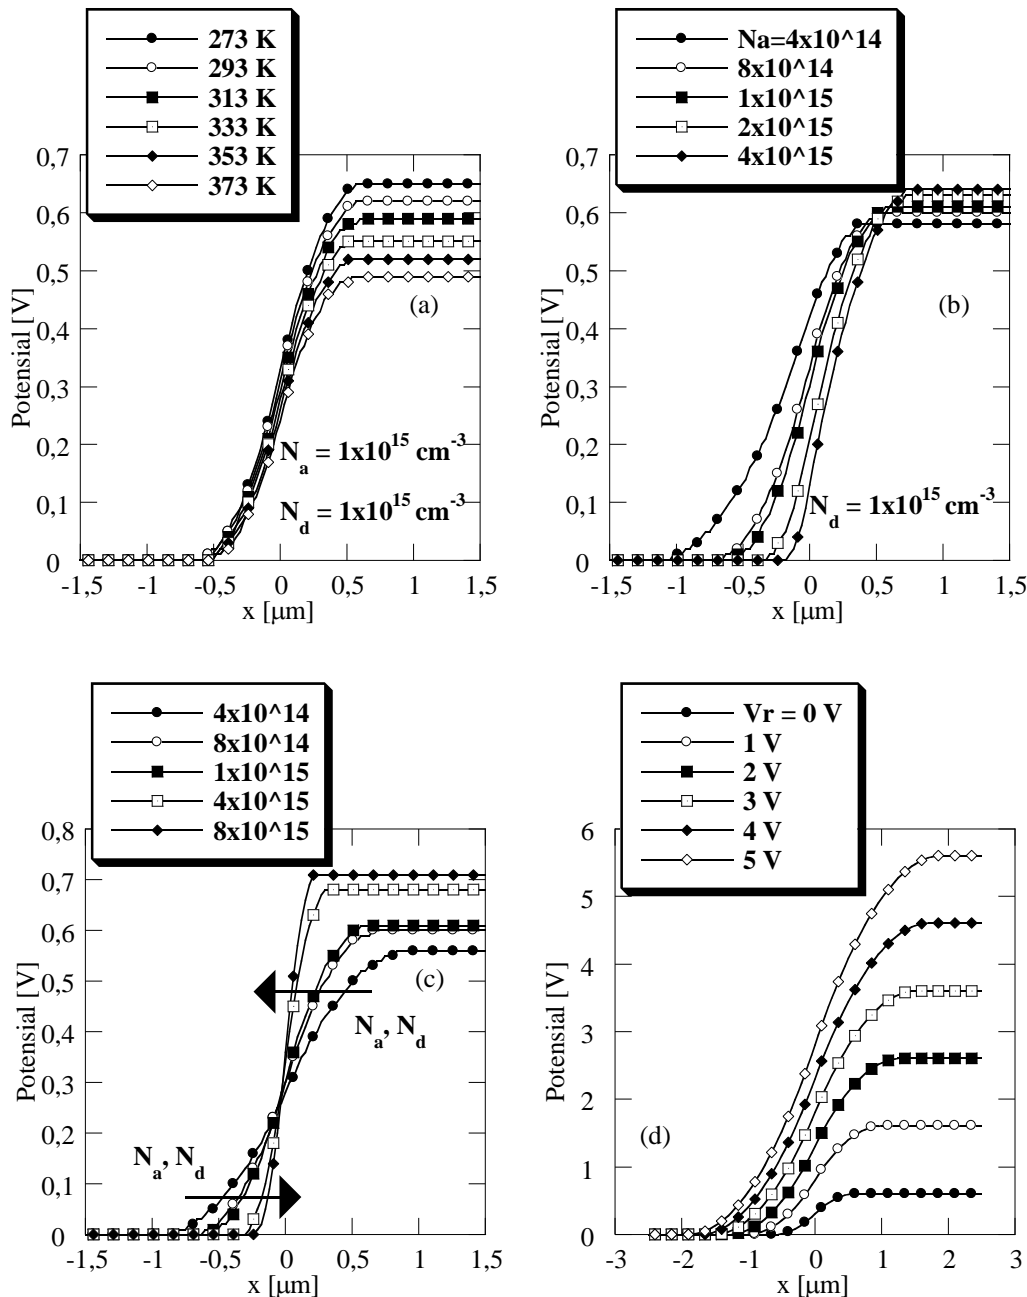 273 K
293 K
313 K
333 K
353 K
373 K
0,7
0,6
0,5
0,4
0,3
0,2
0,1
0
Potensial [V]
(a)
N_a = 1x10^15 cm^-3
N_d = 1x10^15 cm^-3
-1,5 -1 -0,5 0 0,5 1 1,5
x [μm]
Na=4x10^14
8x10^14
1x10^15
2x10^15
4x10^15
0,7
0,6
0,5
0,4
0,3
0,2
0,1
0
Potensial [V]
(b)
N_d = 1x10^15 cm^-3
-1,5 -1 -0,5 0 0,5 1 1,5
x [μm]
4x10^14
8x10^14
1x10^15
4x10^15
8x10^15
0,8
0,7
0,6
0,5
0,4
0,3
0,2
0,1
0
Potensial [V]
(c)
N_a, N_d
N_a, N_d
-1,5 -1 -0,5 0 0,5 1 1,5
x [μm]
Vr = 0 V
1 V
2 V
3 V
4 V
5 V
6
5
4
3
2
1
0
Potensial [V]
(d)
-3 -2 -1 0 1 2 3
x [μm]